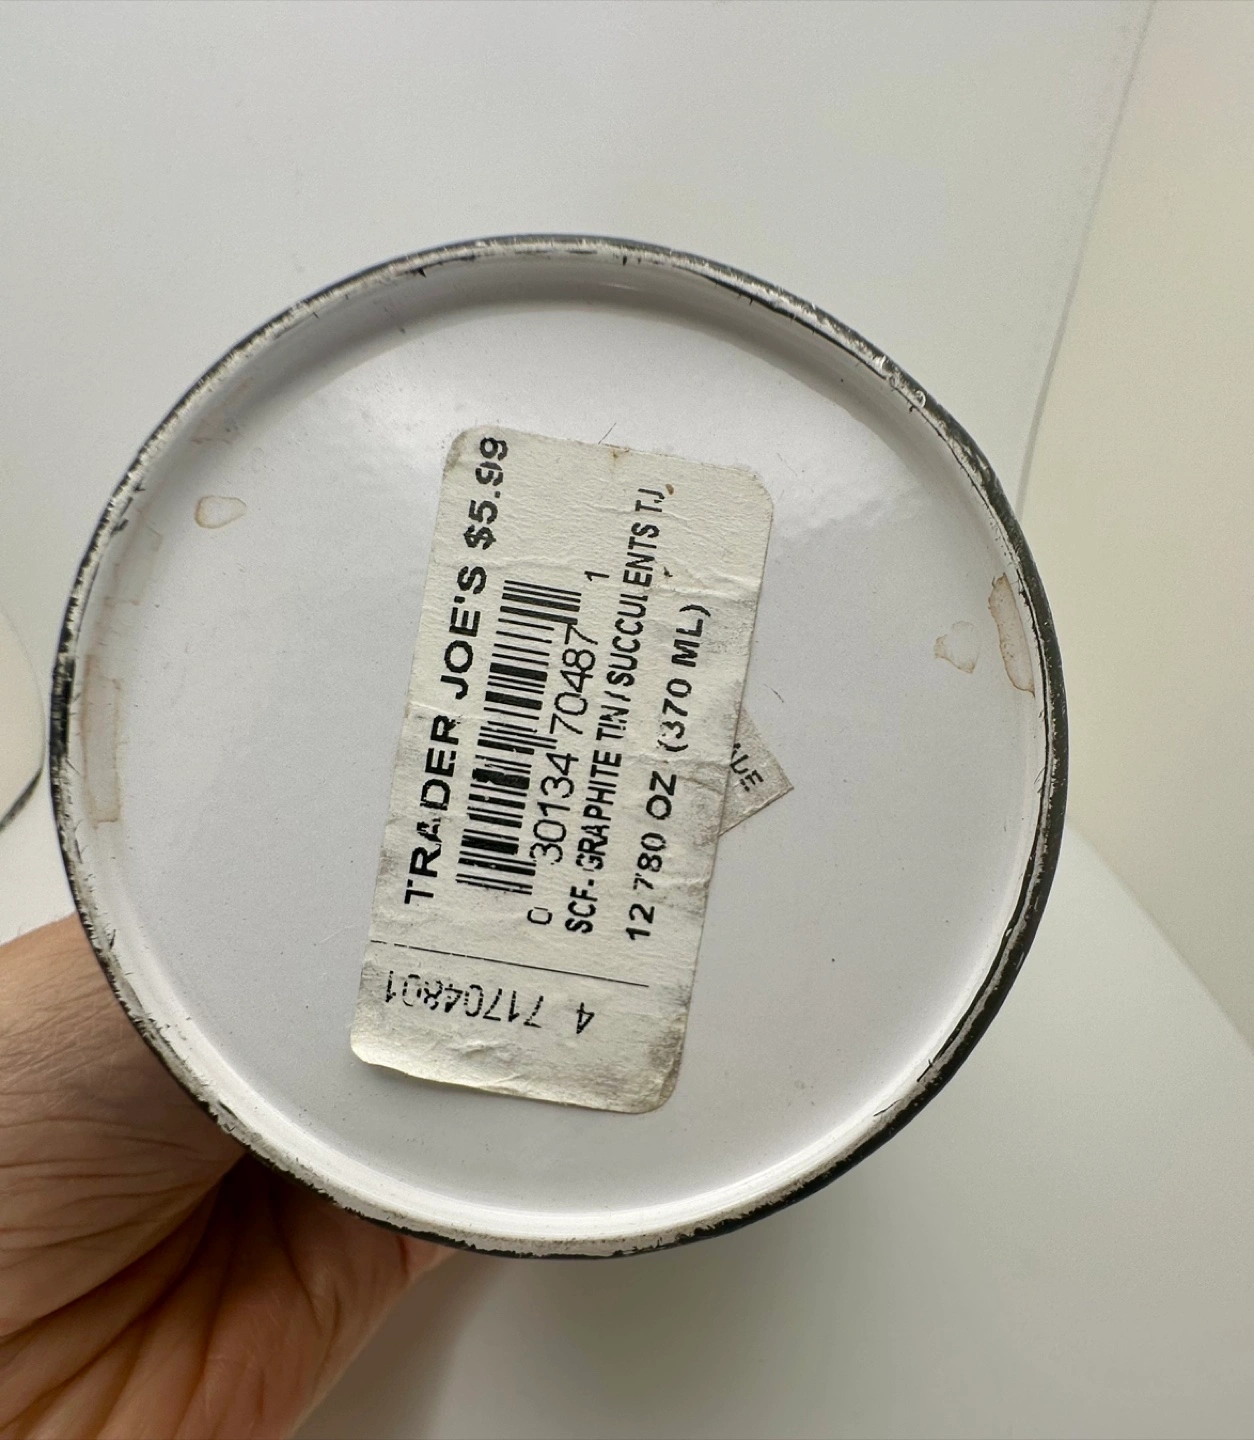 TRADER JOE'S $5.99
0 30134 70487 1
SCF. GRAPHITE TIN / SUCCULENTS TJ
12 780 OZ (370 ML)
4 71704801